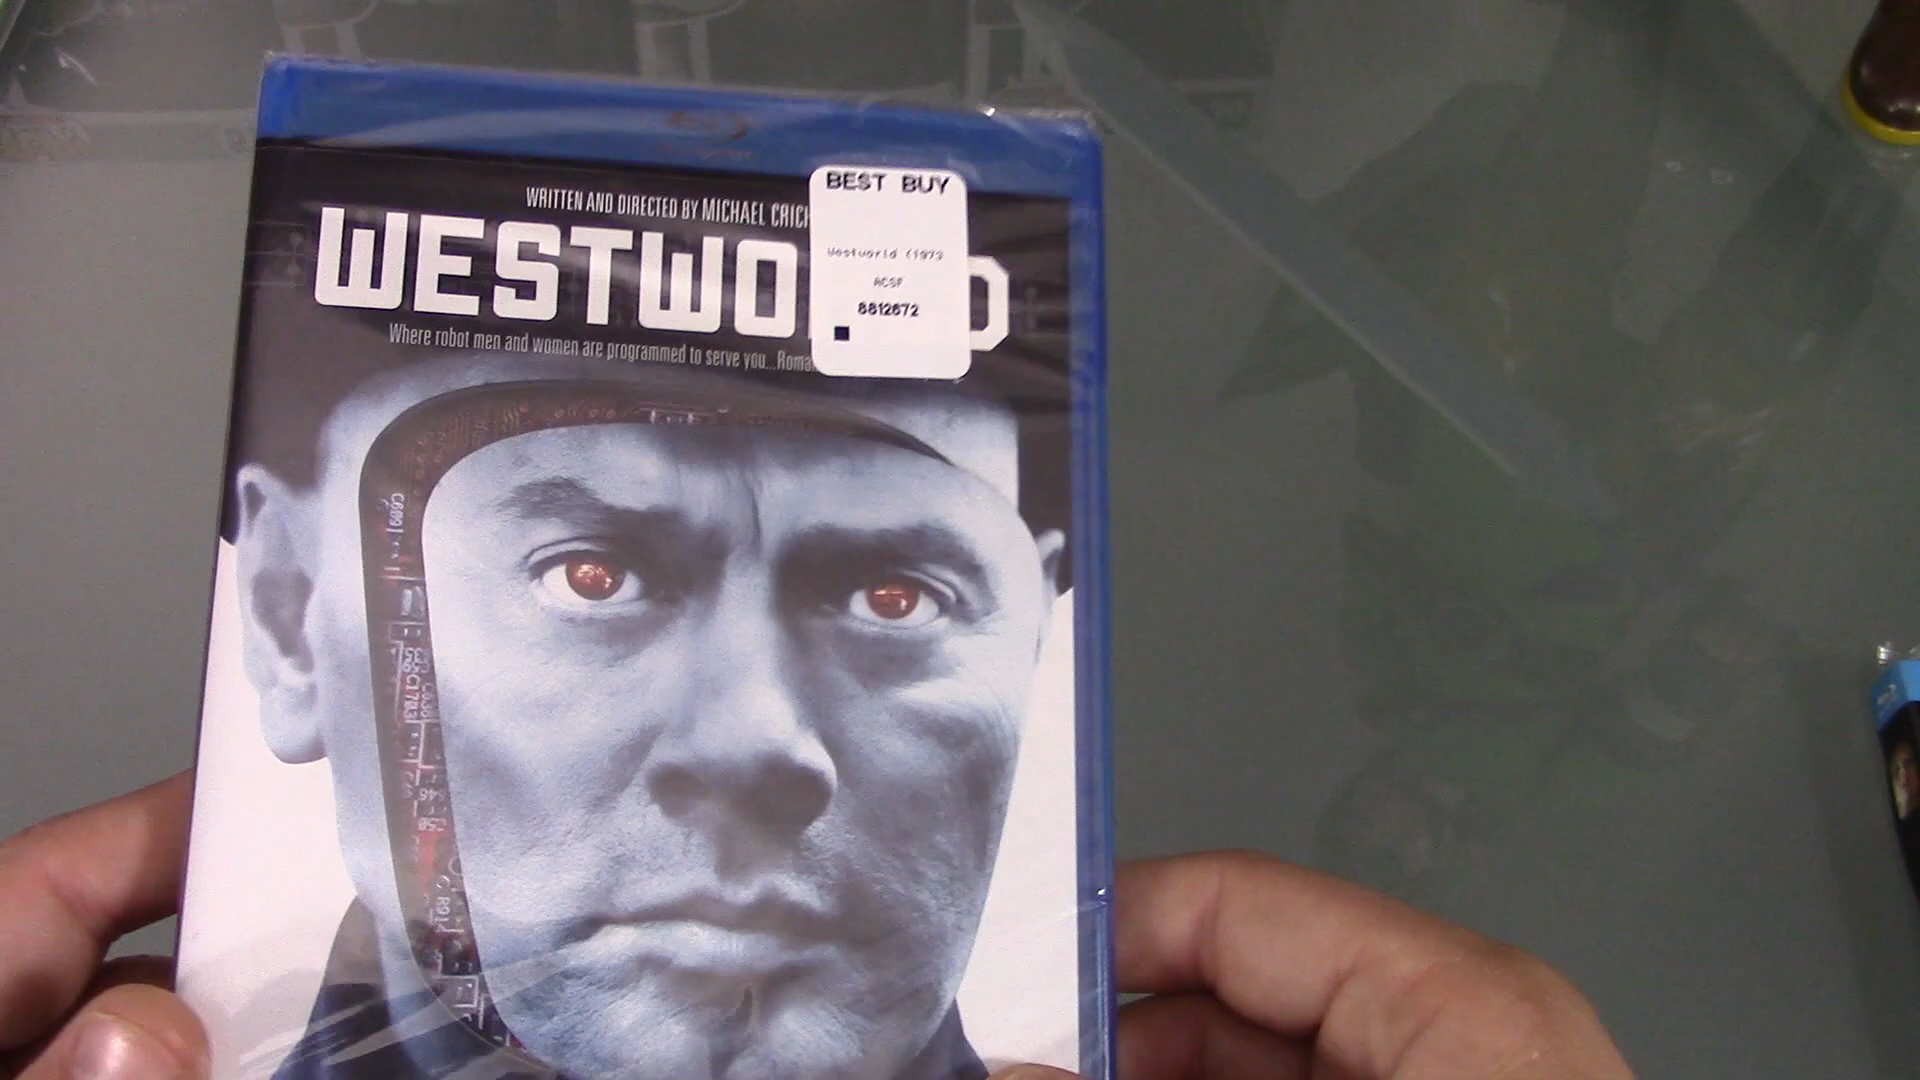 WRITTEN AND DIRECTED BY MICHAEL CRICH
BEST BUY
WESTWO D
Westworld (1973
ACSF
8812672
Where robot men and women are programmed to serve you...Roma
C609